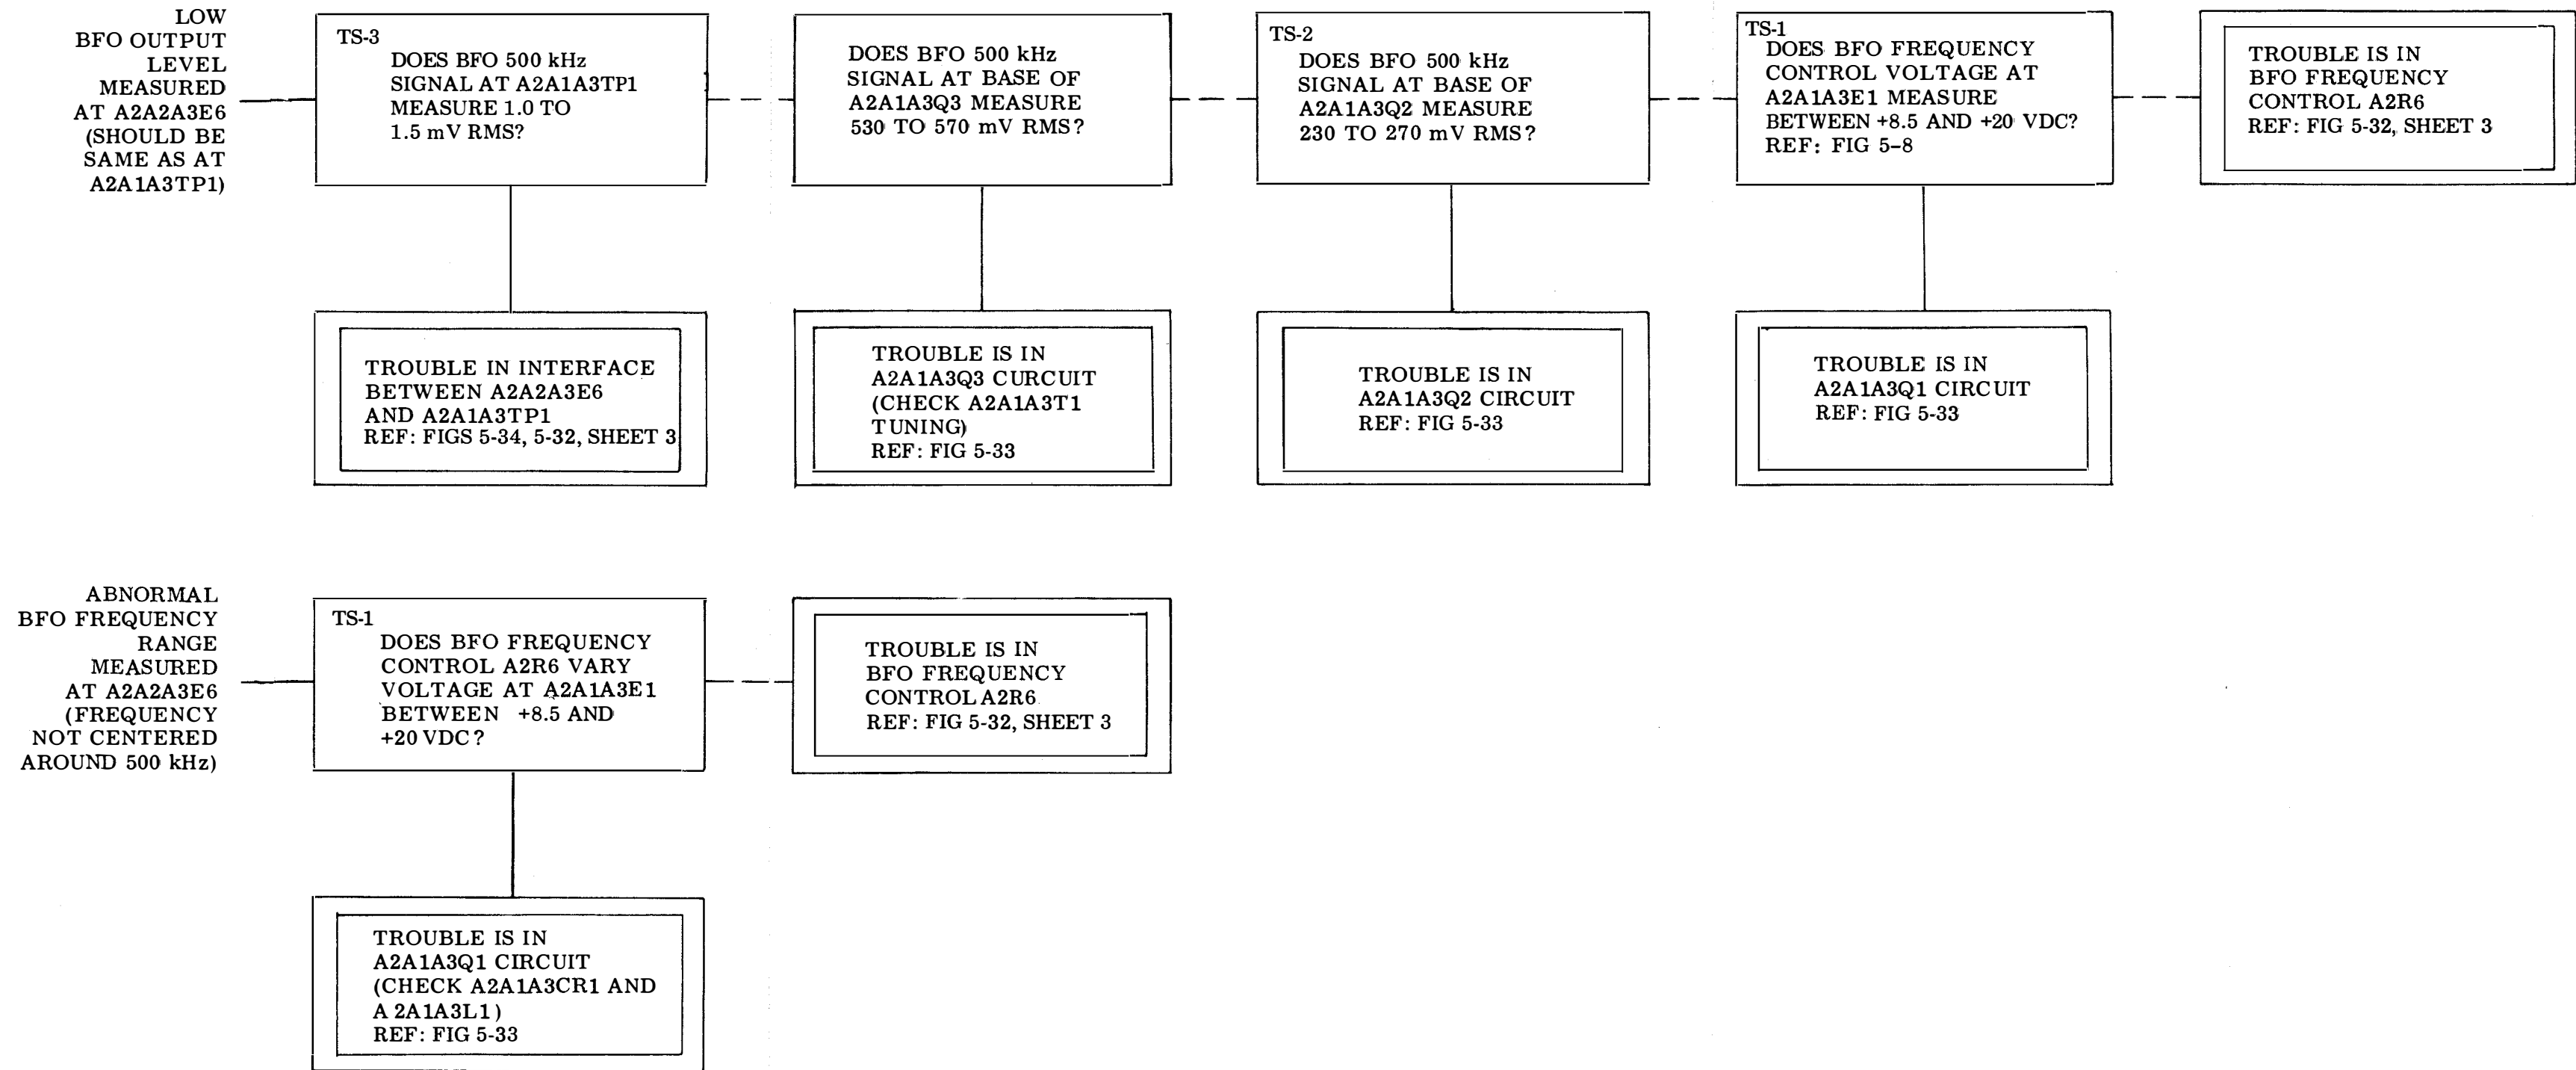 LOW
BFO OUTPUT
LEVEL
MEASURED
AT A2A2A3E6
(SHOULD BE
SAME AS AT
A2A1A3TP1)
TS-3
DOES BFO 500 kHz
SIGNAL AT A2A1A3TP1
MEASURE 1.0 TO
1.5 mV RMS?
DOES BFO 500 kHz
SIGNAL AT BASE OF
A2A1A3Q3 MEASURE
530 TO 570 mV RMS?
TS-2
DOES BFO 500 kHz
SIGNAL AT BASE OF
A2A1A3Q2 MEASURE
230 TO 270 mV RMS?
TS-1
DOES BFO FREQUENCY
CONTROL VOLTAGE AT
A2A1A3E1 MEASURE
BETWEEN +8.5 AND +20 VDC?
REF: FIG 5-8
TROUBLE IS IN
BFO FREQUENCY
CONTROL A2R6
REF: FIG 5-32, SHEET 3
TROUBLE IN INTERFACE
BETWEEN A2A2A3E6
AND A2A1A3TP1
REF: FIGS 5-34, 5-32, SHEET 3
TROUBLE IS IN
A2A1A3Q3 CURCUIT
(CHECK A2A1A3T1
TUNING)
REF: FIG 5-33
TROUBLE IS IN
A2A1A3Q2 CIRCUIT
REF: FIG 5-33
TROUBLE IS IN
A2A1A3Q1 CIRCUIT
REF: FIG 5-33
ABNORMAL
BFO FREQUENCY
RANGE
MEASURED
AT A2A2A3E6
(FREQUENCY
NOT CENTERED
AROUND 500 kHz)
TS-1
DOES BFO FREQUENCY
CONTROL A2R6 VARY
VOLTAGE AT A2A1A3E1
BETWEEN +8.5 AND
+20 VDC?
TROUBLE IS IN
BFO FREQUENCY
CONTROL A2R6
REF: FIG 5-32, SHEET 3
TROUBLE IS IN
A2A1A3Q1 CIRCUIT
(CHECK A2A1A3CR1 AND
A 2A1A3L1)
REF: FIG 5-33